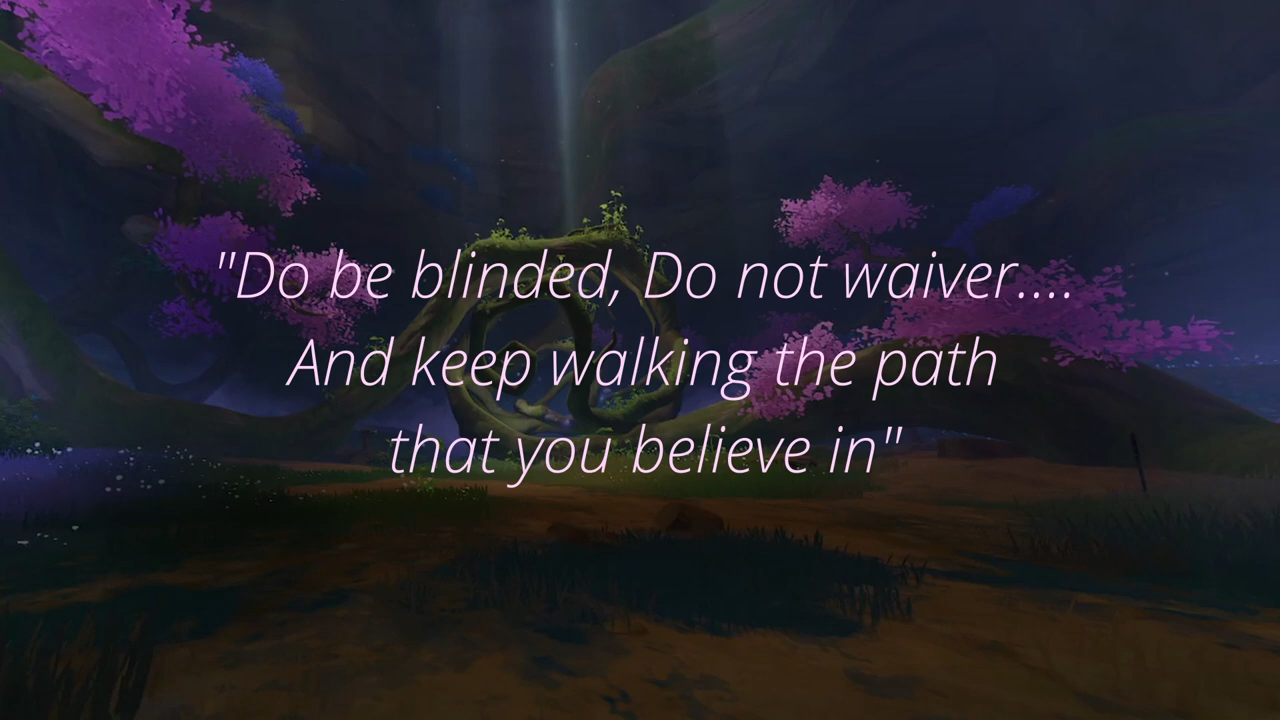 "Do be blinded, Do not waiver....
And keep walking the path
that you believe in"